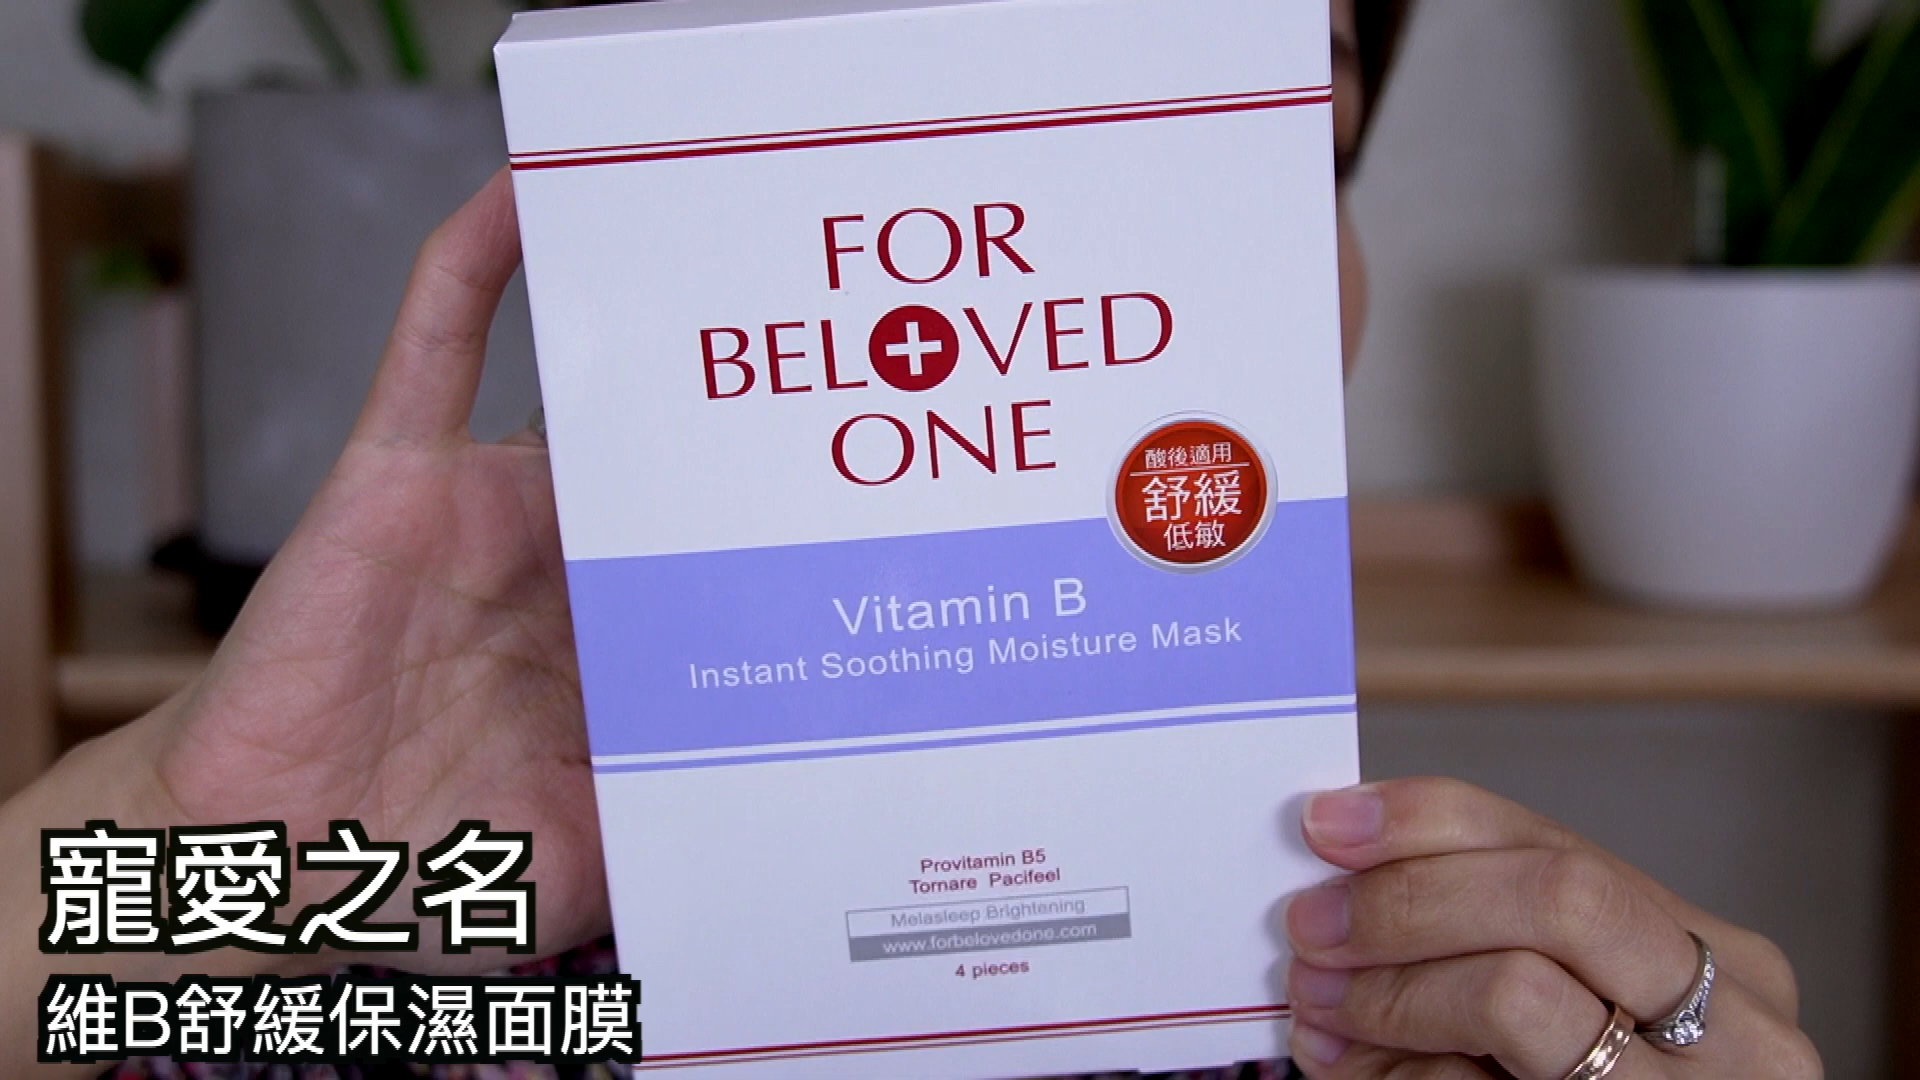 FOR
BELOVED
ONE
酸後適用
舒緩
低敏
Vitamin B
Instant Soothing Moisture Mask
Provitamin B5
Tornare Pacifeel
Melasleep Brightening
www.forbelovedone.com
4 pieces
寵愛之名
維B舒緩保濕面膜